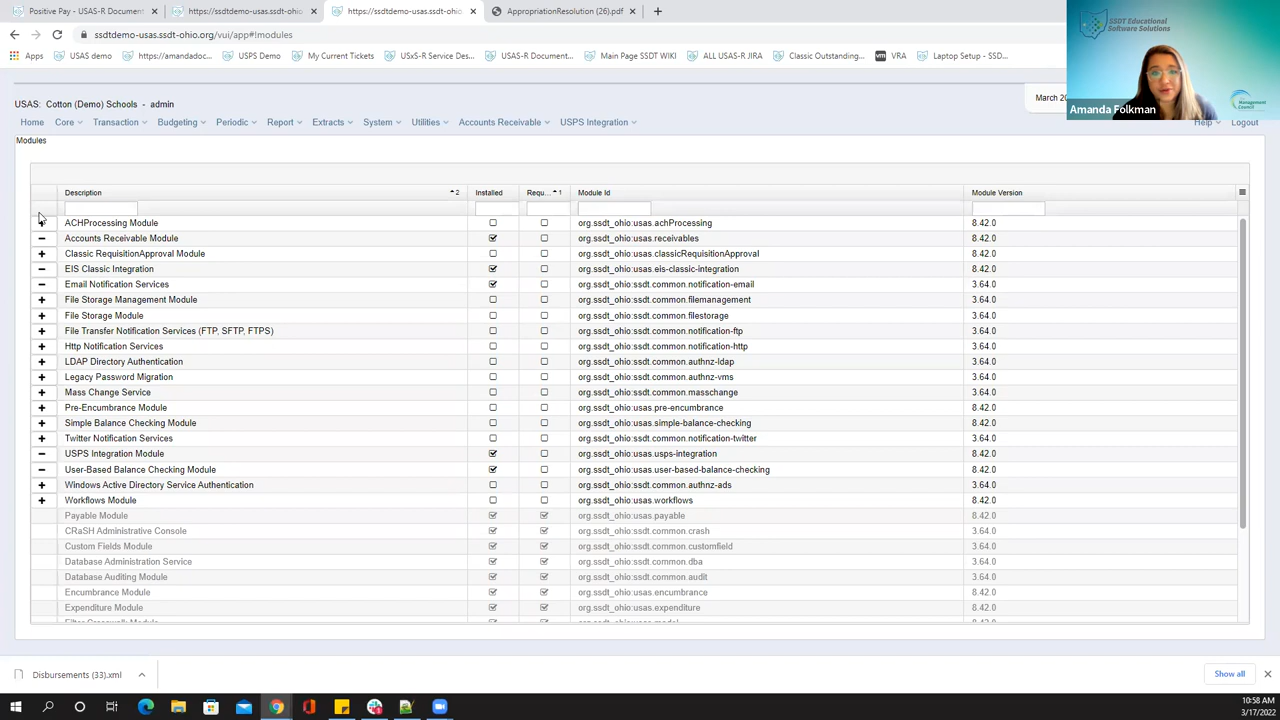 Positive Pay - USAS-R Document
https://ssdtdemo-usas.ssdt-ohio
https://ssdtdemo-usas.ssdt-ohio
AppropriationResolution (26).pdf
ssdtdemo-usas.ssdt-ohio.org/vui/app#!modules
Apps USAS demo https://amandadoc... USPS Demo My Current Tickets USxS-R Service Des... USAS-R Document... Main Page SSDT WIKI ALL USAS-R JIRA Classic Outstanding... vm VRA Laptop Setup - SSD...
SSDT Educational
Software Solutions
Management
Council
Amanda Folkman
USAS: Cotton (Demo) Schools - admin
March 20
Home Core Transaction Budgeting Periodic Report Extracts System Utilities Accounts Receivable USPS Integration Help Logout
Modules
Description 2 Installed Requ... 1 Module Id Module Version
+ ACHProcessing Module org.ssdt_ohio:usas.achProcessing 8.42.0
− Accounts Receivable Module org.ssdt_ohio:usas.receivables 8.42.0
+ Classic RequisitionApproval Module org.ssdt_ohio:usas.classicRequisitionApproval 8.42.0
− EIS Classic Integration org.ssdt_ohio:usas.eis-classic-integration 8.42.0
− Email Notification Services org.ssdt_ohio:ssdt.common.notification-email 3.64.0
+ File Storage Management Module org.ssdt_ohio:ssdt.common.filemanagement 3.64.0
+ File Storage Module org.ssdt_ohio:ssdt.common.filestorage 3.64.0
+ File Transfer Notification Services (FTP, SFTP, FTPS) org.ssdt_ohio:ssdt.common.notification-ftp 3.64.0
+ Http Notification Services org.ssdt_ohio:ssdt.common.notification-http 3.64.0
+ LDAP Directory Authentication org.ssdt_ohio:ssdt.common.authnz-ldap 3.64.0
+ Legacy Password Migration org.ssdt_ohio:ssdt.common.authnz-vms 3.64.0
+ Mass Change Service org.ssdt_ohio:ssdt.common.masschange 3.64.0
+ Pre-Encumbrance Module org.ssdt_ohio:usas.pre-encumbrance 8.42.0
+ Simple Balance Checking Module org.ssdt_ohio:usas.simple-balance-checking 8.42.0
+ Twitter Notification Services org.ssdt_ohio:ssdt.common.notification-twitter 3.64.0
− USPS Integration Module org.ssdt_ohio:usas.usps-integration 8.42.0
− User-Based Balance Checking Module org.ssdt_ohio:usas.user-based-balance-checking 8.42.0
+ Windows Active Directory Service Authentication org.ssdt_ohio:ssdt.common.authnz-ads 3.64.0
+ Workflows Module org.ssdt_ohio:usas.workflows 8.42.0
Payable Module org.ssdt_ohio:usas.payable 8.42.0
CRaSH Administrative Console org.ssdt_ohio:ssdt.common.crash 3.64.0
Custom Fields Module org.ssdt_ohio:ssdt.common.customfield 3.64.0
Database Administration Service org.ssdt_ohio:ssdt.common.dba 3.64.0
Database Auditing Module org.ssdt_ohio:ssdt.common.audit 3.64.0
Encumbrance Module org.ssdt_ohio:usas.encumbrance 8.42.0
Expenditure Module org.ssdt_ohio:usas.expenditure 8.42.0
Disbursements (33).xml
Show all
10:58 AM
3/17/2022